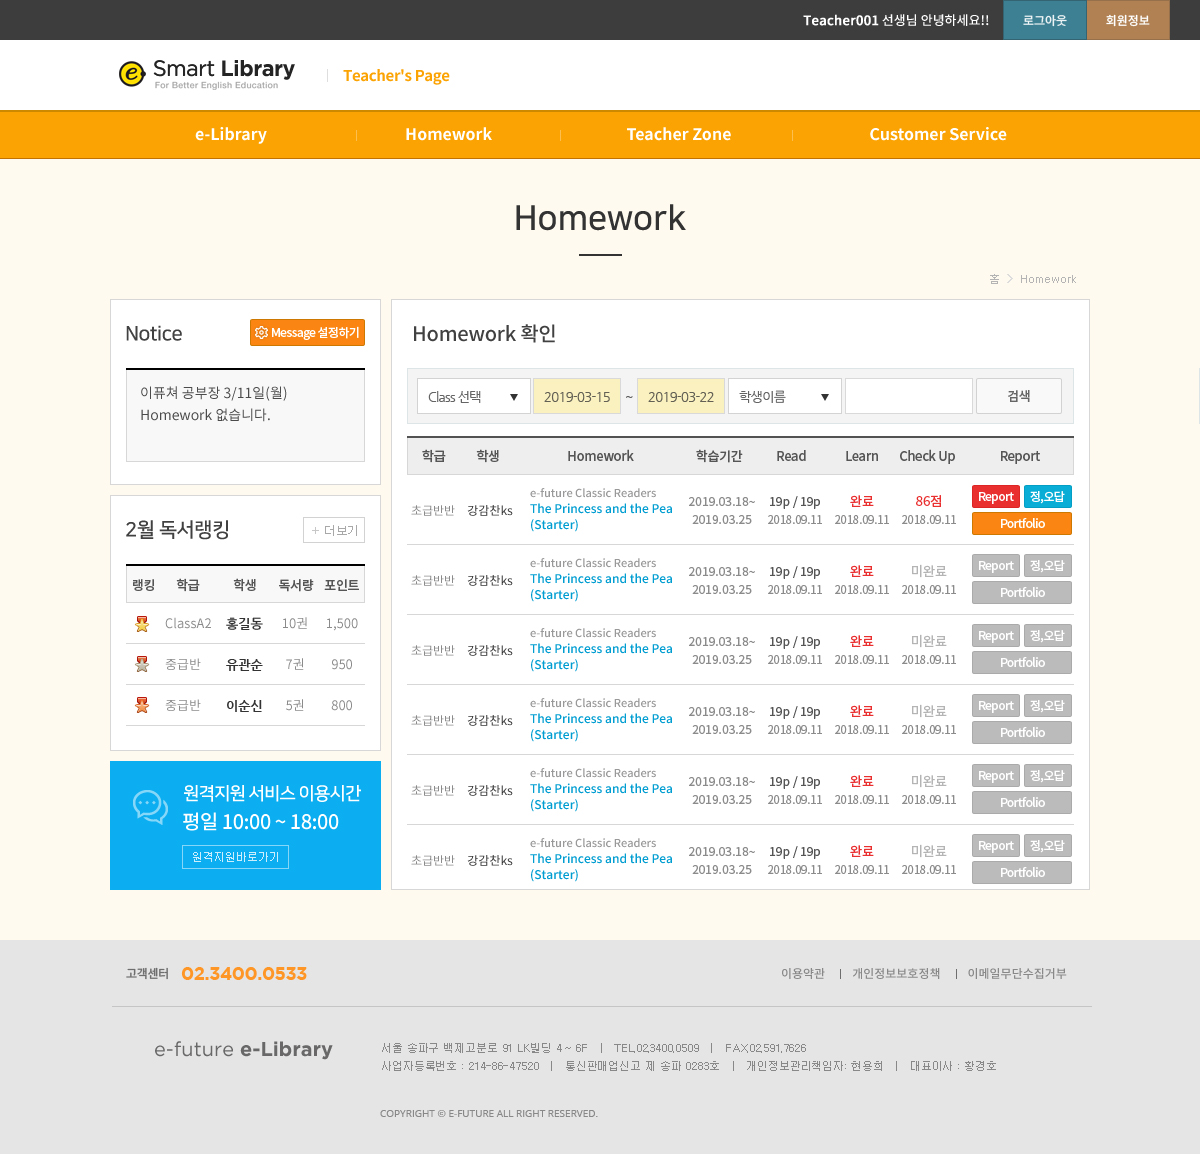 Teacher001 선생님 안녕하세요!! 로그아웃 회원정보
e Smart Library
For Better English Education
Teacher's Page
e-Library Homework Teacher Zone Customer Service
Homework
홈 > Homework
Notice
Message 설정하기
이퓨쳐 공부장 3/11일(월)
Homework 없습니다.
2월 독서랭킹
+ 더보기
랭킹 학급 학생 독서량 포인트
ClassA2 홍길동 10권 1,500
중급반 유관순 7권 950
중급반 이순신 5권 800
원격지원 서비스 이용시간
평일 10:00 ~ 18:00
원격지원바로가기
Homework 확인
Class 선택 ▼ 2019-03-15 ~ 2019-03-22 학생이름 ▼ 검색
학급 학생 Homework 학습기간 Read Learn Check Up Report
e-future Classic Readers
초급반반 강감찬ks The Princess and the Pea 2019.03.18~ 19p / 19p 완료 86점 Report 정,오답
(Starter) 2019.03.25 2018.09.11 2018.09.11 2018.09.11 Portfolio
e-future Classic Readers
초급반반 강감찬ks The Princess and the Pea 2019.03.18~ 19p / 19p 완료 미완료 Report 정,오답
(Starter) 2019.03.25 2018.09.11 2018.09.11 2018.09.11 Portfolio
e-future Classic Readers
초급반반 강감찬ks The Princess and the Pea 2019.03.18~ 19p / 19p 완료 미완료 Report 정,오답
(Starter) 2019.03.25 2018.09.11 2018.09.11 2018.09.11 Portfolio
e-future Classic Readers
초급반반 강감찬ks The Princess and the Pea 2019.03.18~ 19p / 19p 완료 미완료 Report 정,오답
(Starter) 2019.03.25 2018.09.11 2018.09.11 2018.09.11 Portfolio
e-future Classic Readers
초급반반 강감찬ks The Princess and the Pea 2019.03.18~ 19p / 19p 완료 미완료 Report 정,오답
(Starter) 2019.03.25 2018.09.11 2018.09.11 2018.09.11 Portfolio
e-future Classic Readers
초급반반 강감찬ks The Princess and the Pea 2019.03.18~ 19p / 19p 완료 미완료 Report 정,오답
(Starter) 2019.03.25 2018.09.11 2018.09.11 2018.09.11 Portfolio
고객센터 02.3400.0533
이용약관 | 개인정보보호정책 | 이메일무단수집거부
e-future e-Library
서울 송파구 백제고분로 91 LK빌딩 4 ~ 6F | TEL.02.3400.0509 | FAX.02.591.7626
사업자등록번호 : 214-86-47520 | 통신판매업신고 제 송파 0283호 | 개인정보관리책임자: 현용희 | 대표이사 : 황경호
COPYRIGHT © E-FUTURE ALL RIGHT RESERVED.